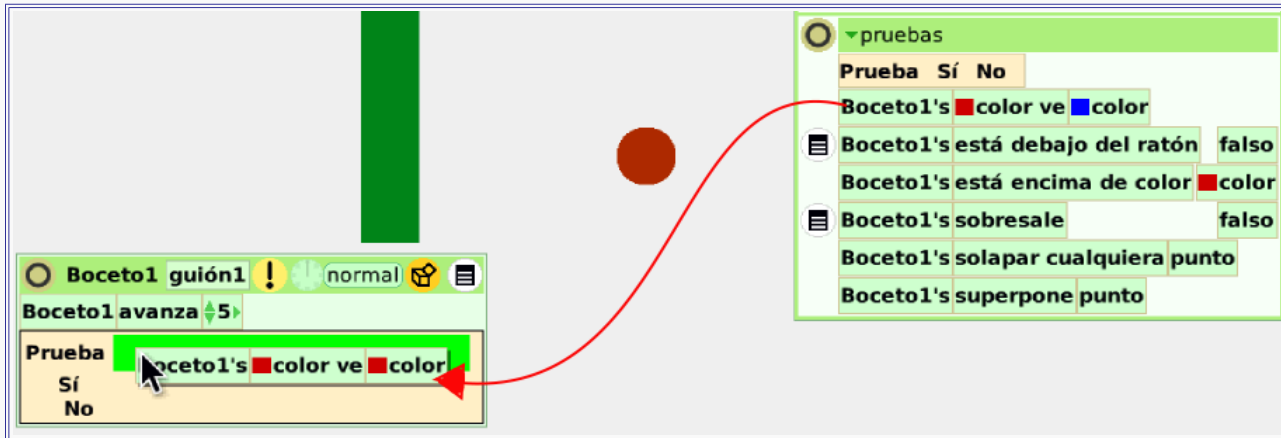 pruebas
Prueba Sí No
Boceto1's color ve color
Boceto1's está debajo del ratón falso
Boceto1's está encima de color color
Boceto1's sobresale falso
Boceto1's solapar cualquiera punto
Boceto1's superpone punto
Boceto1 guión1 ! normal
Boceto1 avanza 5
Prueba
oceto1's color ve color
Sí
No